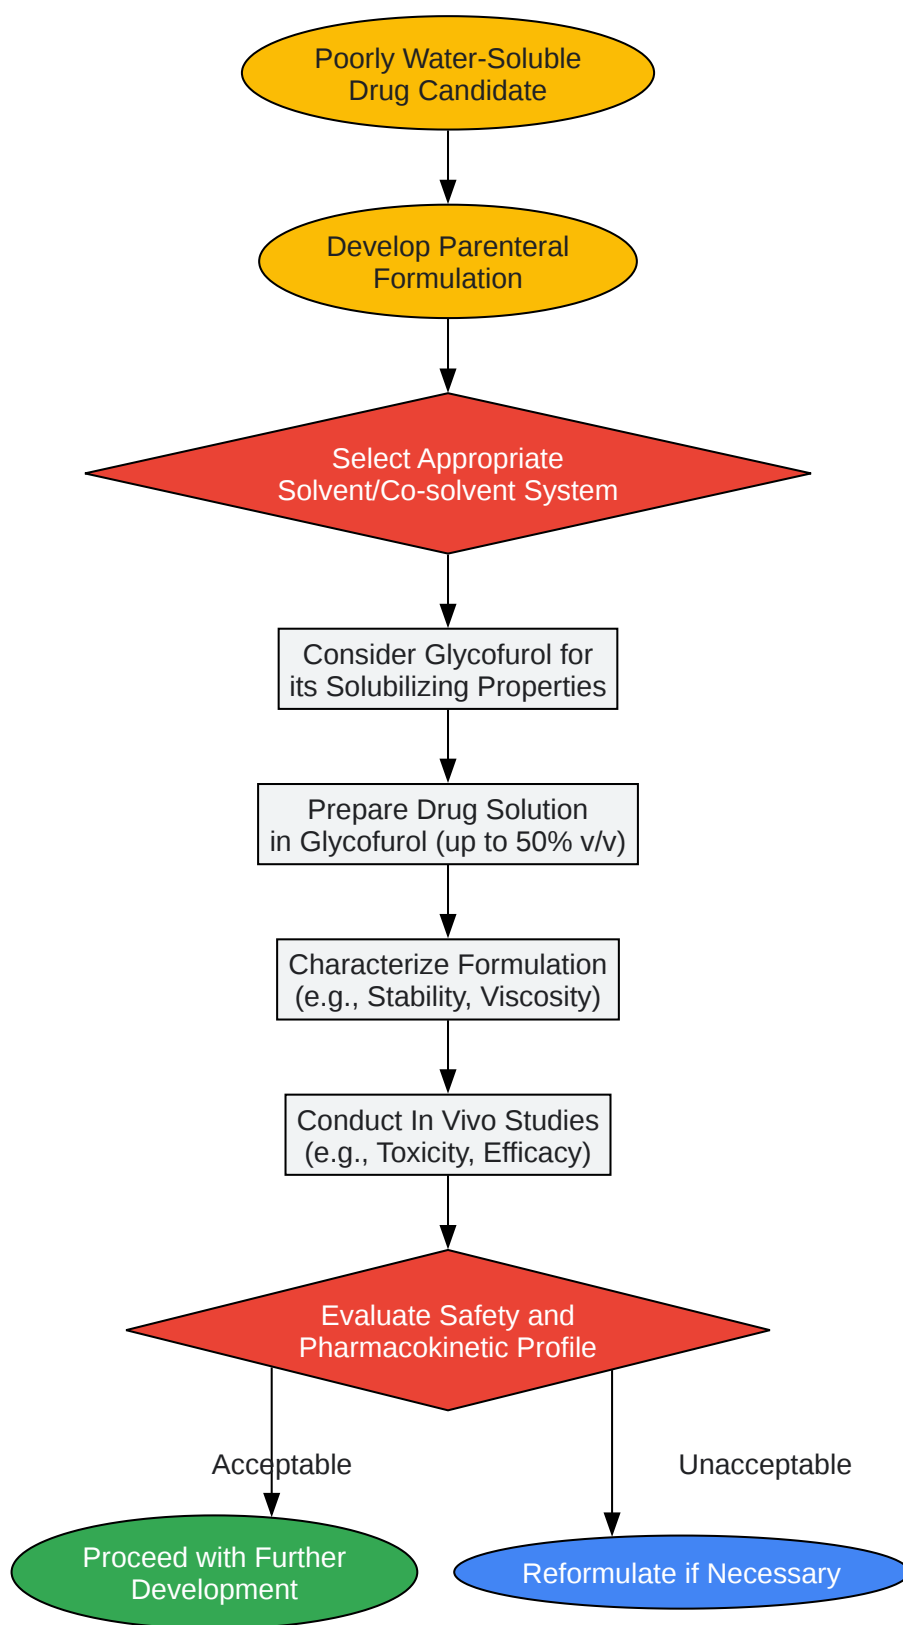 Poorly Water-Soluble
Drug Candidate
Develop Parenteral
Formulation
Select Appropriate
Solvent/Co-solvent System
Consider Glycofurol for
its Solubilizing Properties
Prepare Drug Solution
in Glycofurol (up to 50% v/v)
Characterize Formulation
(e.g., Stability, Viscosity)
Conduct In Vivo Studies
(e.g., Toxicity, Efficacy)
Evaluate Safety and
Pharmacokinetic Profile
Acceptable
Unacceptable
Proceed with Further
Development
Reformulate if Necessary